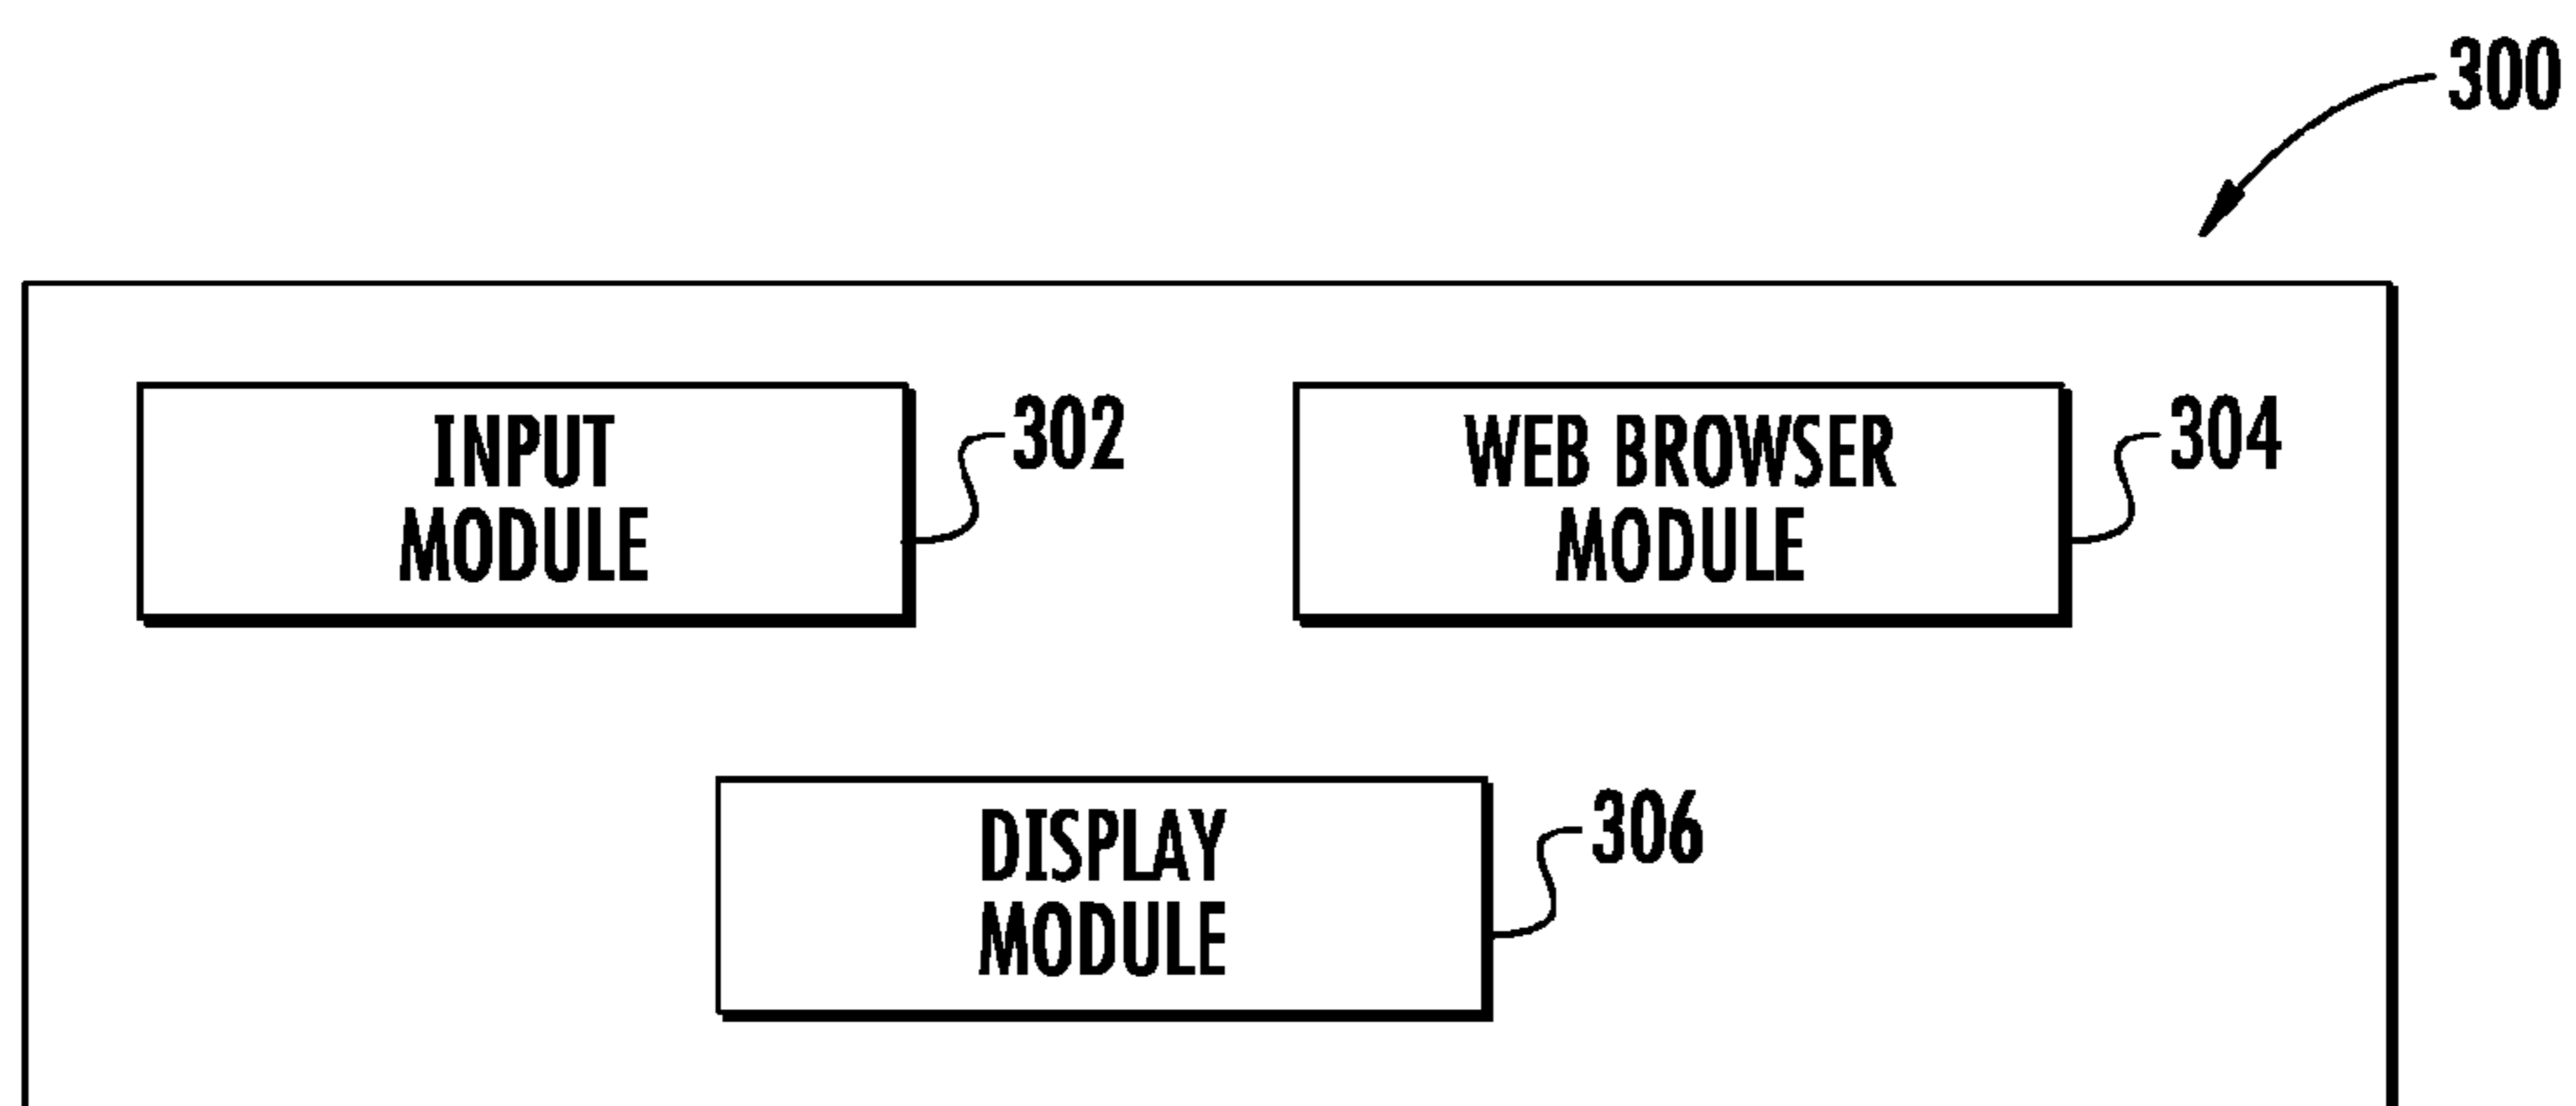 300
INPUT
MODULE
302
WEB BROWSER
MODULE
304
DISPLAY
MODULE
306